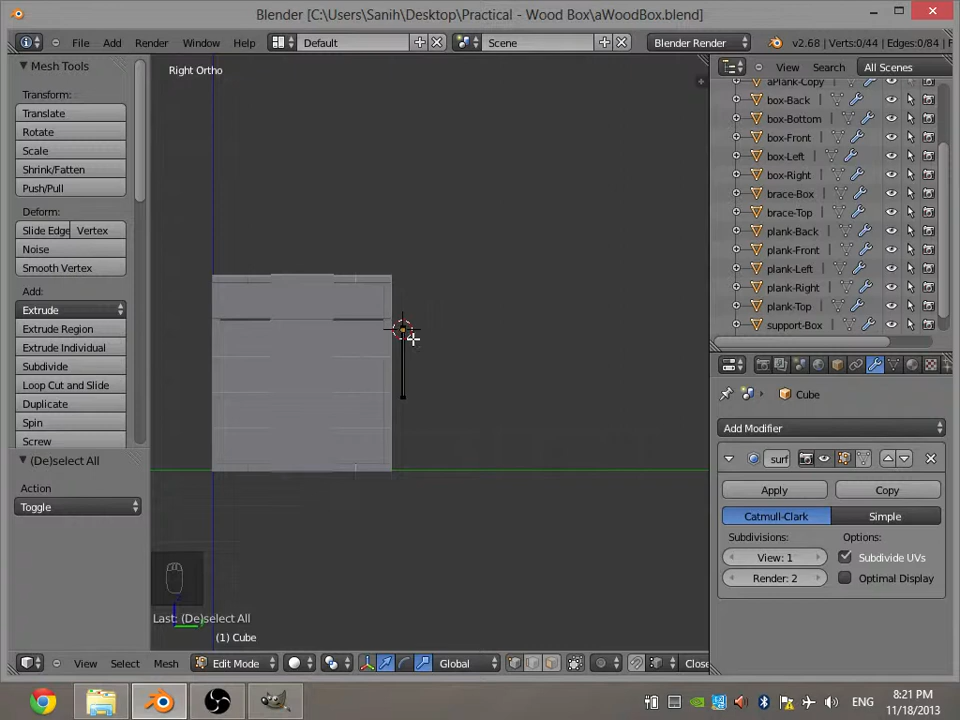 Blender [C:\Users\Sanih\Desktop\Practical - Wood Box\aWoodBox.blend]
File Add Render Window Help Default Scene Blender Render v2.68 | Verts:0/44 | Edges:0/84 | F
Mesh Tools
Transform:
Translate
Rotate
Scale
Shrink/Fatten
Push/Pull
Deform:
Slide Edge Vertex
Noise
Smooth Vertex
Add:
Extrude
Extrude Region
Extrude Individual
Subdivide
Loop Cut and Slide
Duplicate
Spin
Screw
(De)select All
Action
Toggle
Right Ortho
Last: (De)select All
(1) Cube
View Select Mesh Edit Mode Global Close
View Search All Scenes
aPlank-Copy
box-Back
box-Bottom
box-Front
box-Left
box-Right
brace-Box
brace-Top
plank-Back
plank-Front
plank-Left
plank-Right
plank-Top
support-Box
Cube
Add Modifier
surf
Apply Copy
Catmull-Clark Simple
Subdivisions: Options:
View: 1 Subdivide UVs
Render: 2 Optimal Display
ENG
8:21 PM
11/18/2013